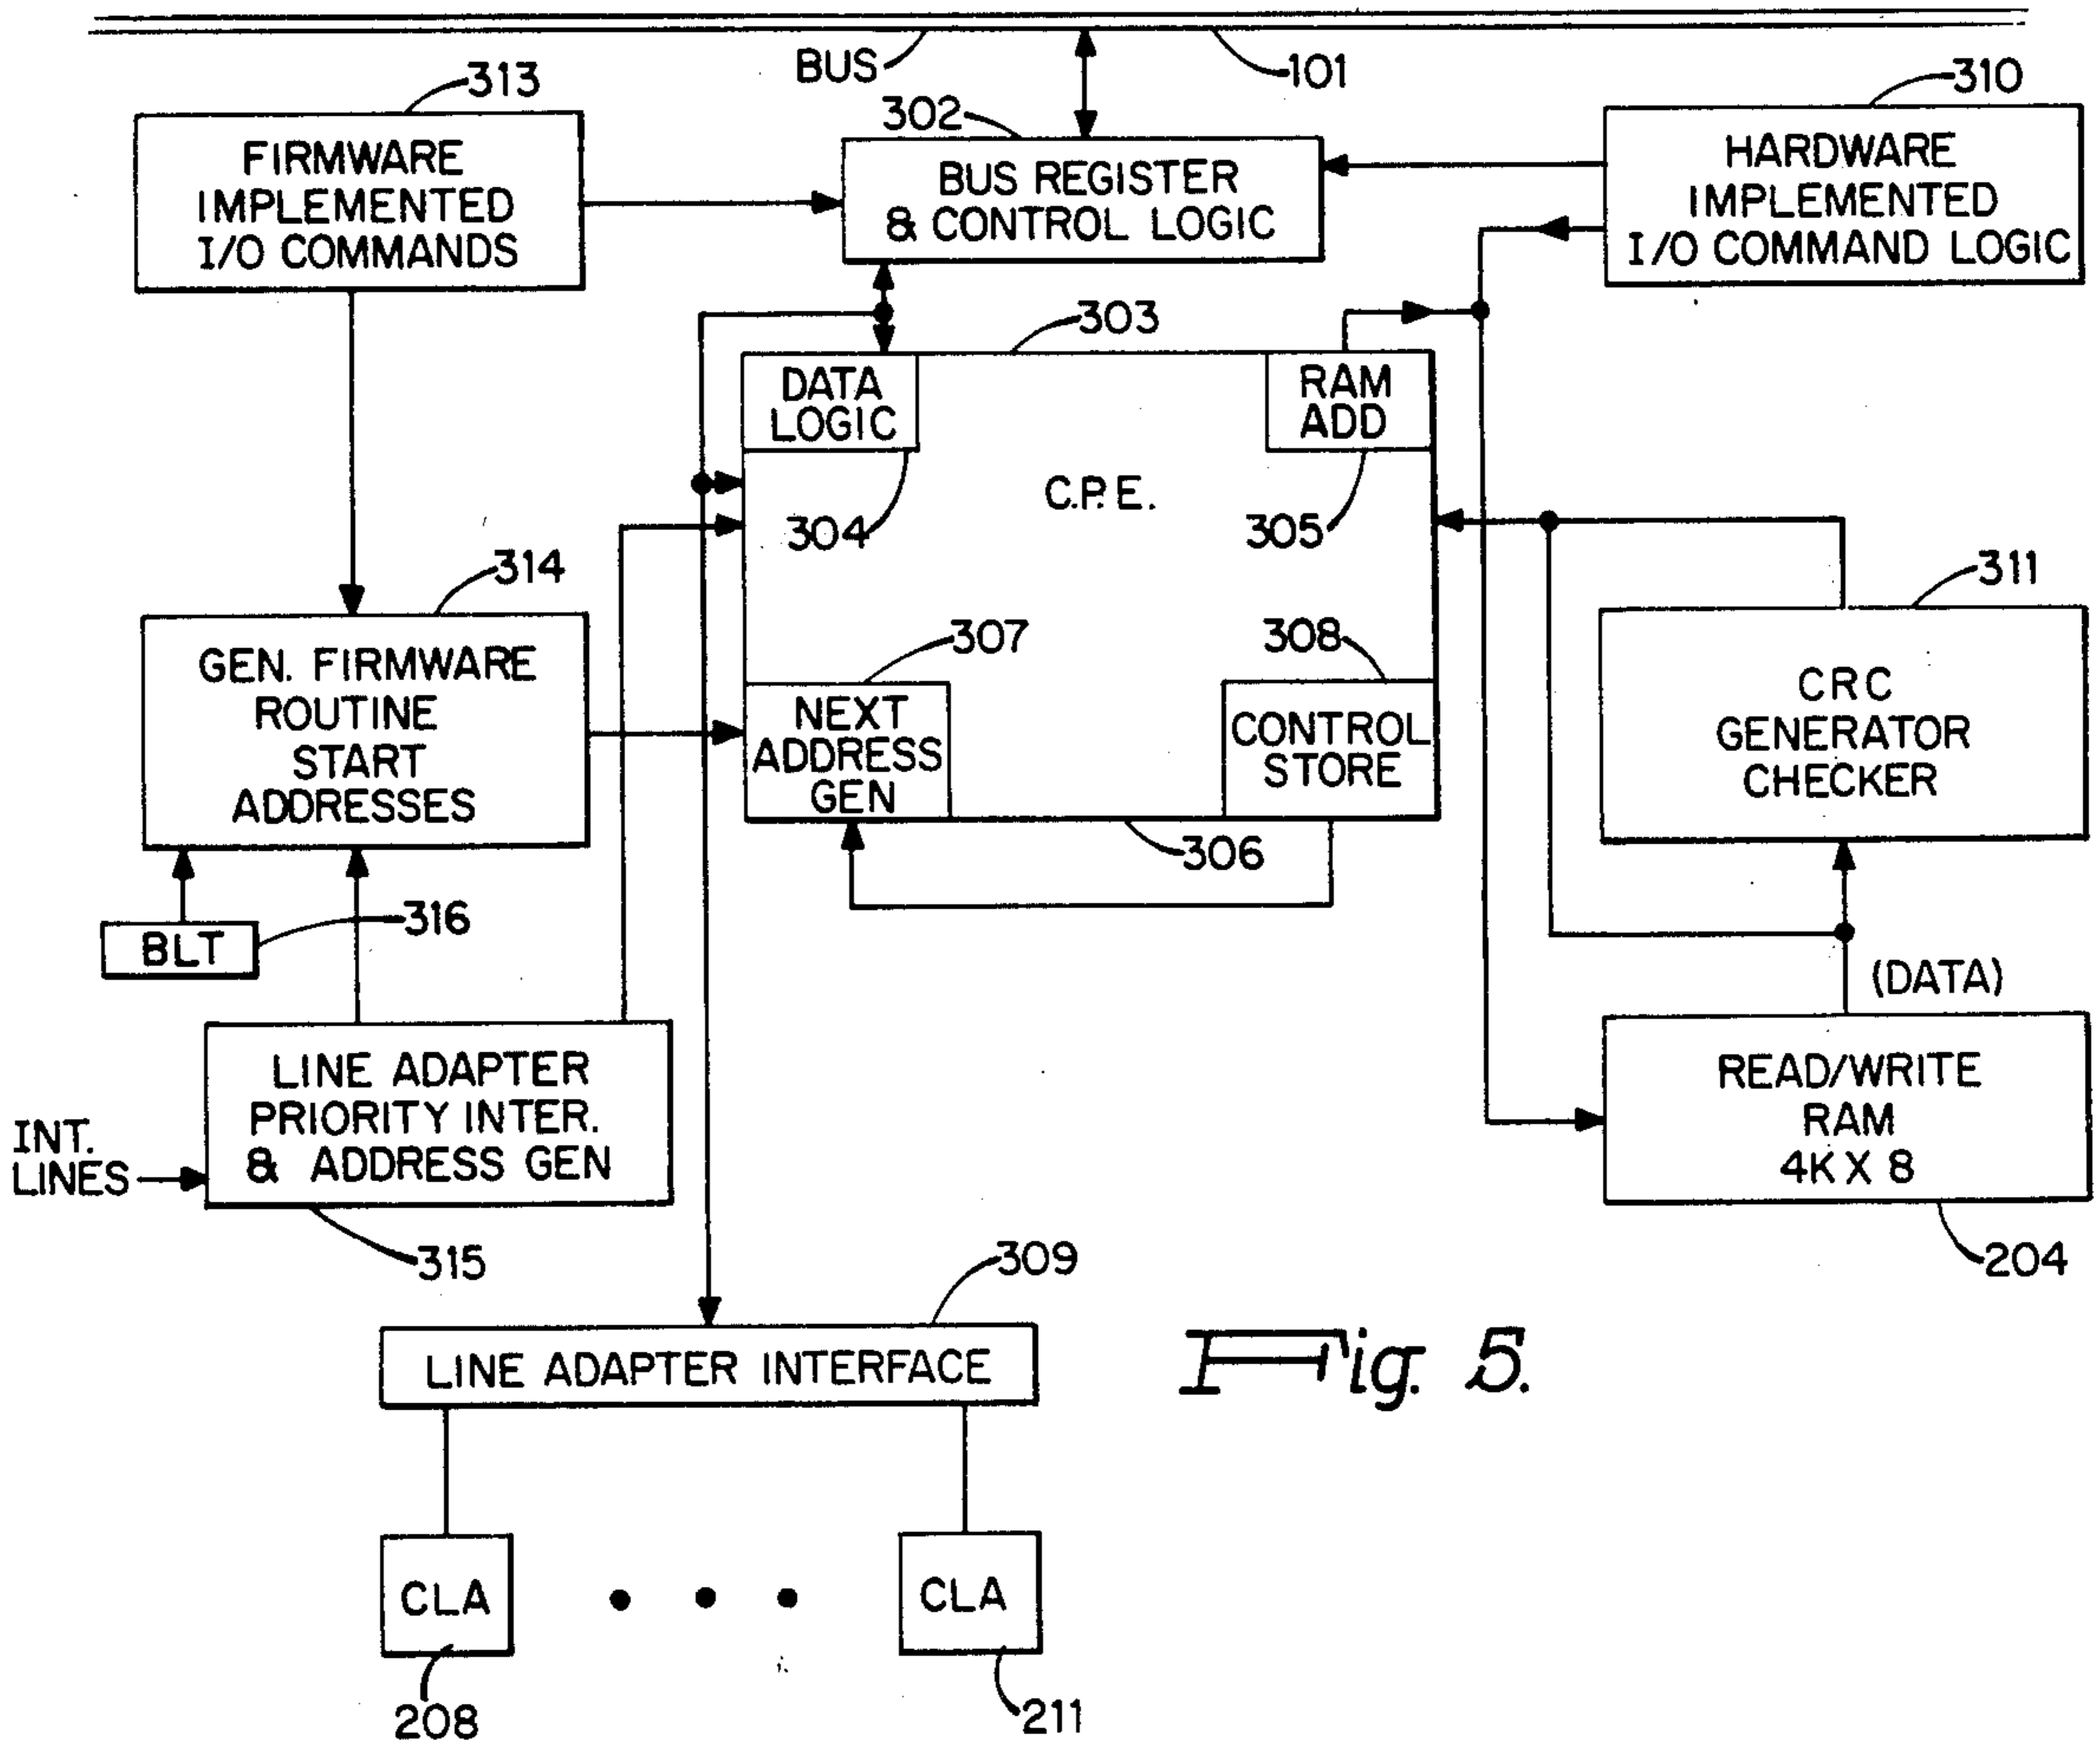 BUS
101
313
302
310
FIRMWARE
IMPLEMENTED
I/O COMMANDS
BUS REGISTER
& CONTROL LOGIC
HARDWARE
IMPLEMENTED
I/O COMMAND LOGIC
303
DATA
LOGIC
RAM
ADD
C.P.E.
304
305
314
311
GEN. FIRMWARE
ROUTINE
START
ADDRESSES
307
308
NEXT
ADDRESS
GEN
CONTROL
STORE
CRC
GENERATOR
CHECKER
306
316
BLT
(DATA)
LINE ADAPTER
PRIORITY INTER.
& ADDRESS GEN
INT.
LINES
READ/WRITE
RAM
4K X 8
315
309
204
LINE ADAPTER INTERFACE
Fig. 5.
CLA
CLA
208
211